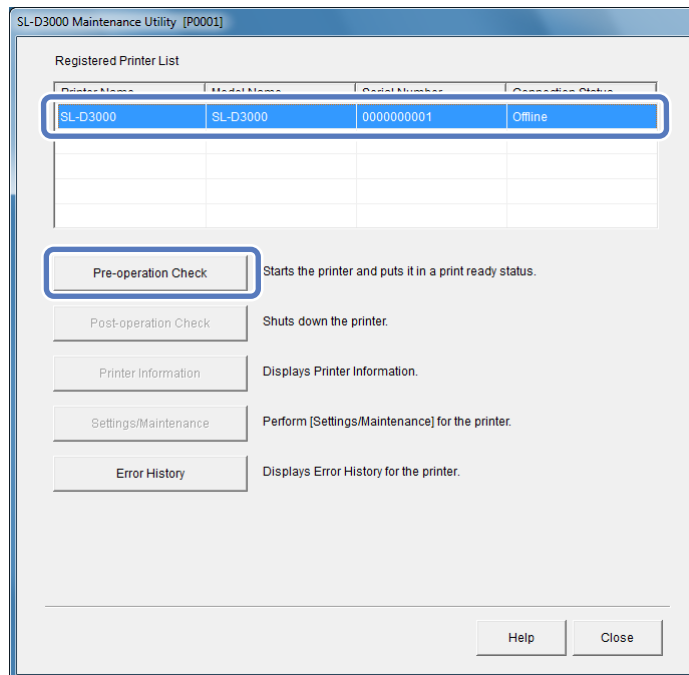 SL-D3000 Maintenance Utility [P0001]
Registered Printer List
Printer Name Model Name Serial Number Connection Status
SL-D3000 SL-D3000 0000000001 Offline
Pre-operation Check Starts the printer and puts it in a print ready status.
Post-operation Check Shuts down the printer.
Printer Information Displays Printer Information.
Settings/Maintenance Perform [Settings/Maintenance] for the printer.
Error History Displays Error History for the printer.
Help Close